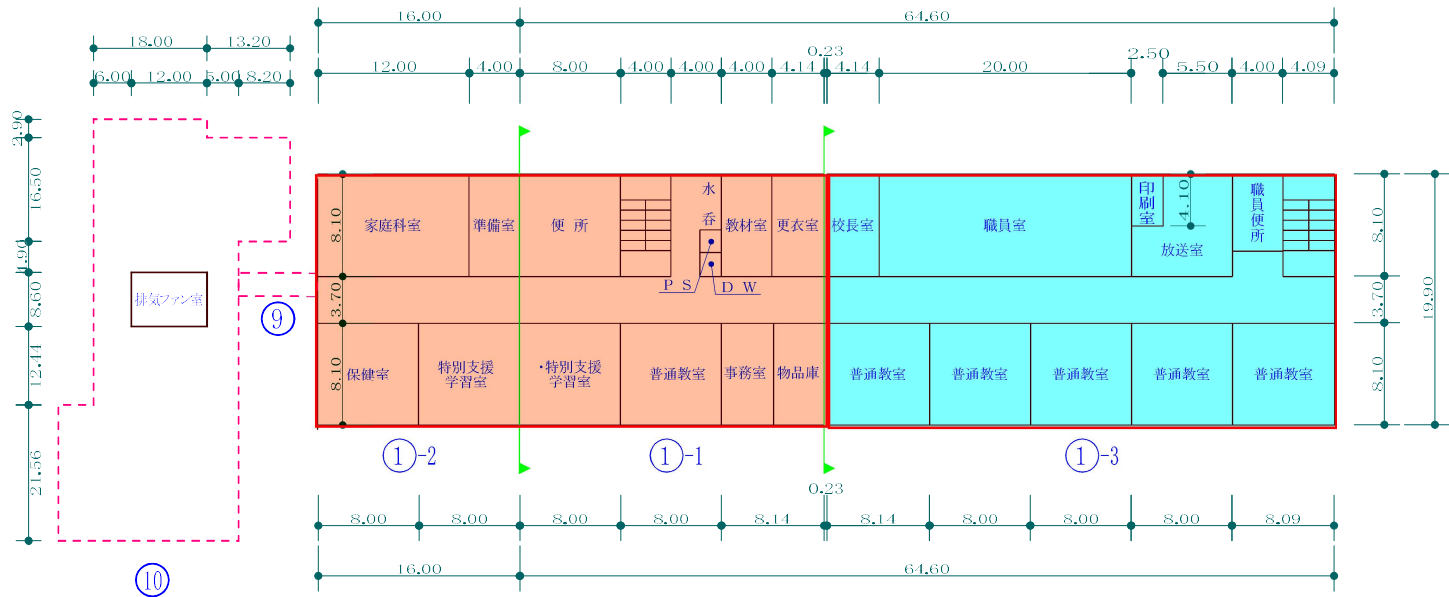 16.00
64.60
18.00
13.20
0.23
2.50
6.00
12.00
5.00
8.20
12.00
4.00
8.00
4.00
4.00
4.00
4.14
4.14
20.00
5.50
4.00
4.09
2.90
16.50
4.90
8.60
12.44
21.56
8.10
3.70
8.10
家庭科室
準備室
便 所
水
呑
教材室
更衣室
校長室
職員室
印刷室
4.10
放送室
職員便所
8.10
3.70
8.10
19.90
P S
D W
排気ファン室
⑨
保健室
特別支援
学習室
・特別支援
学習室
普通教室
事務室
物品庫
普通教室
普通教室
普通教室
普通教室
普通教室
①-2
①-1
①-3
0.23
8.00
8.00
8.00
8.00
8.14
8.14
8.00
8.00
8.00
8.09
16.00
64.60
⑩